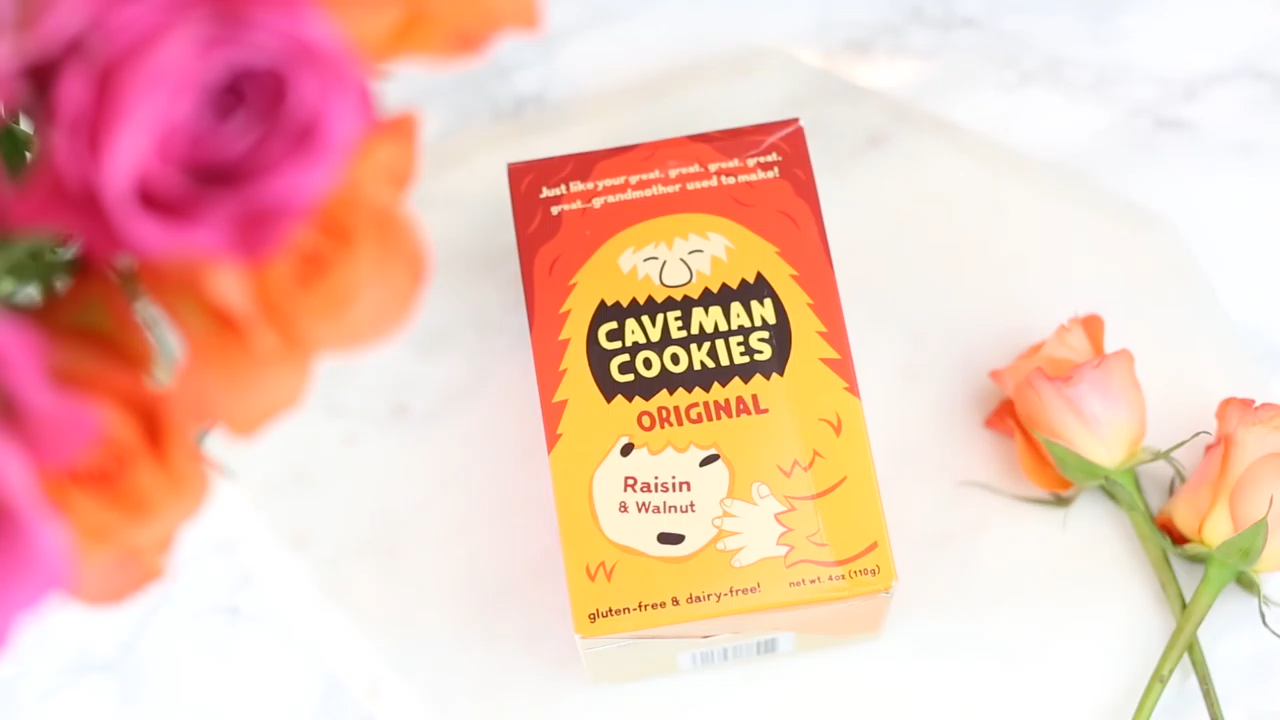 Just like your great, great, great, great,
great...grandmother used to make!
CAVEMAN
COOKIES
ORIGINAL
Raisin
& Walnut
gluten-free & dairy-free!
net wt. 4oz (110g)